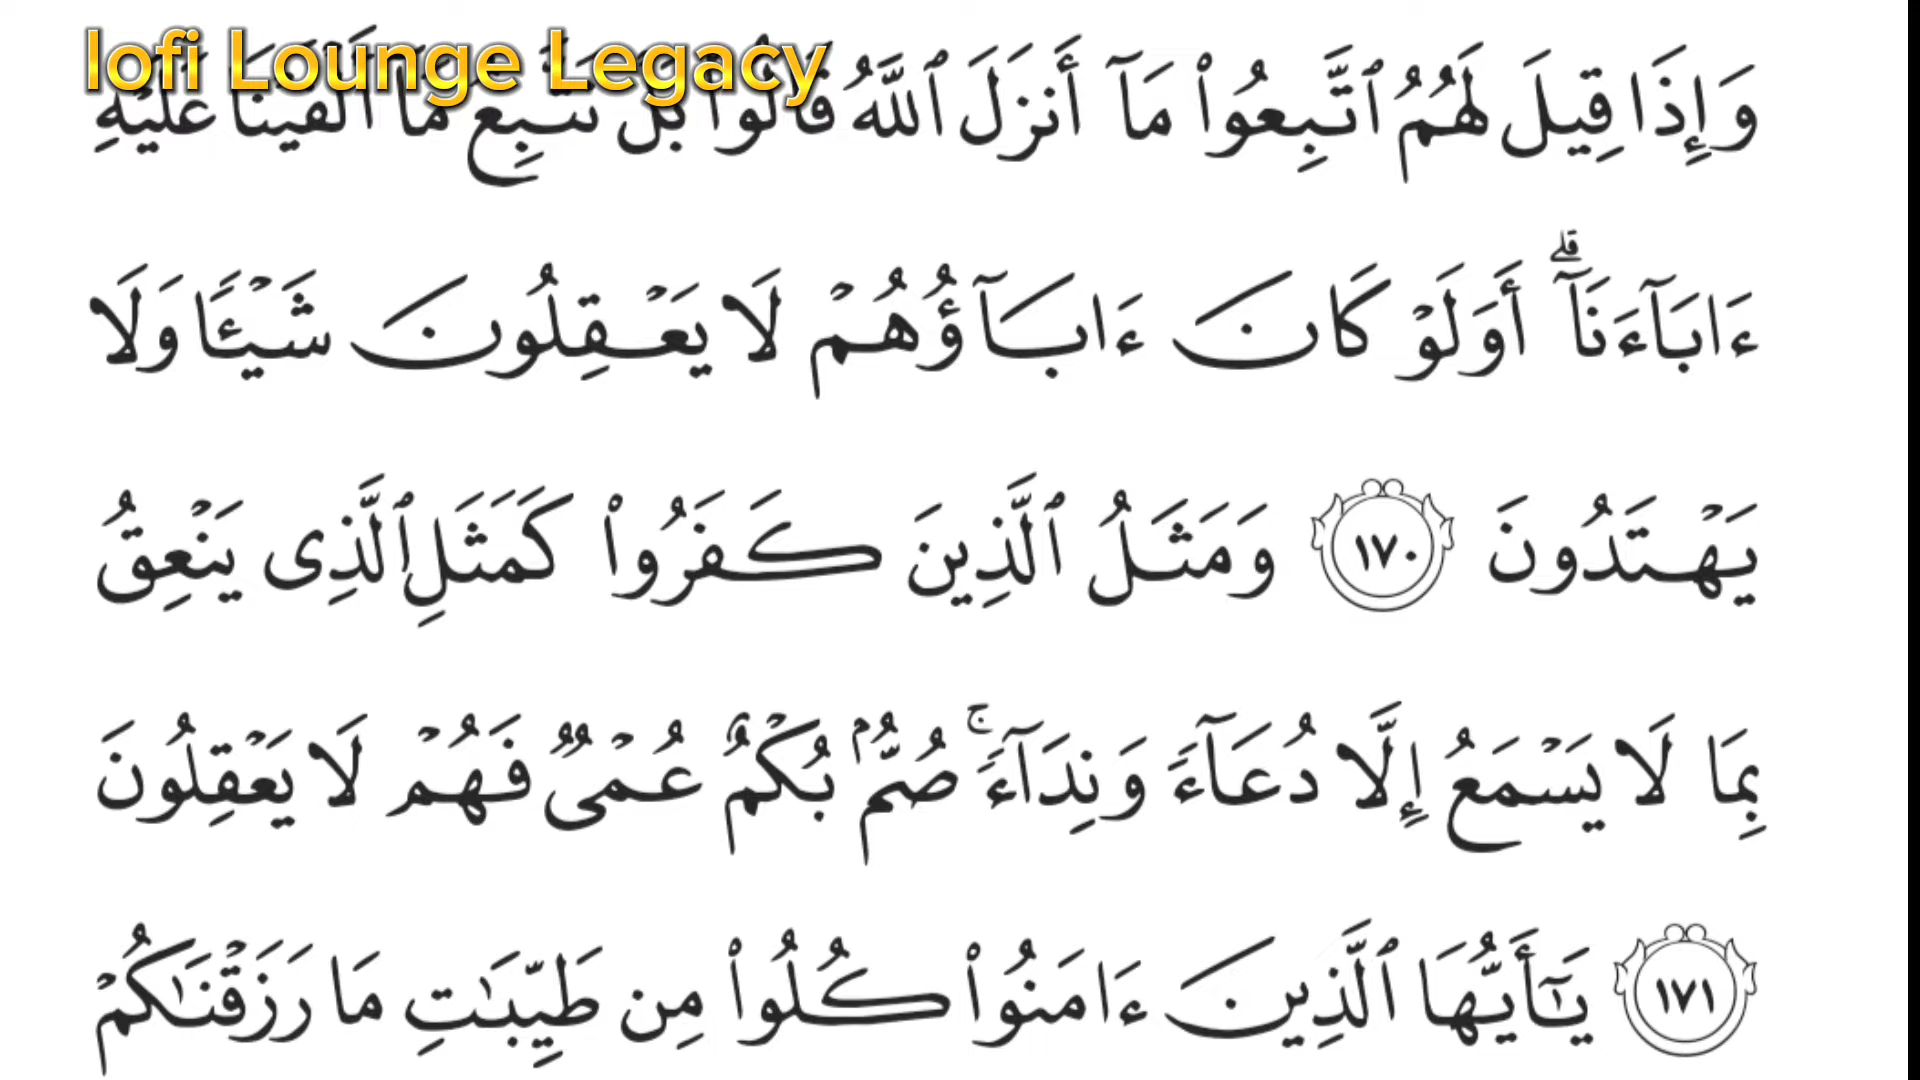 lofi Lounge Legacy
وَإِذَا قِيلَ لَهُمُ ٱتَّبِعُوا۟ مَآ أَنزَلَ ٱللَّهُ قَالُوا۟ بَلْ نَتَّبِعُ مَآ أَلْفَيْنَا عَلَيْهِ
ءَابَآءَنَآ ۗ أَوَلَوْ كَانَ ءَابَآؤُهُمْ لَا يَعْقِلُونَ شَيْـًٔا وَلَا
يَهْتَدُونَ ١٧٠ وَمَثَلُ ٱلَّذِينَ كَفَرُوا۟ كَمَثَلِ ٱلَّذِى يَنْعِقُ
بِمَا لَا يَسْمَعُ إِلَّا دُعَآءً وَنِدَآءً ۚ صُمٌّۢ بُكْمٌ عُمْىٌ فَهُمْ لَا يَعْقِلُونَ
١٧١ يَـٰٓأَيُّهَا ٱلَّذِينَ ءَامَنُوا۟ كُلُوا۟ مِن طَيِّبَـٰتِ مَا رَزَقْنَـٰكُمْ